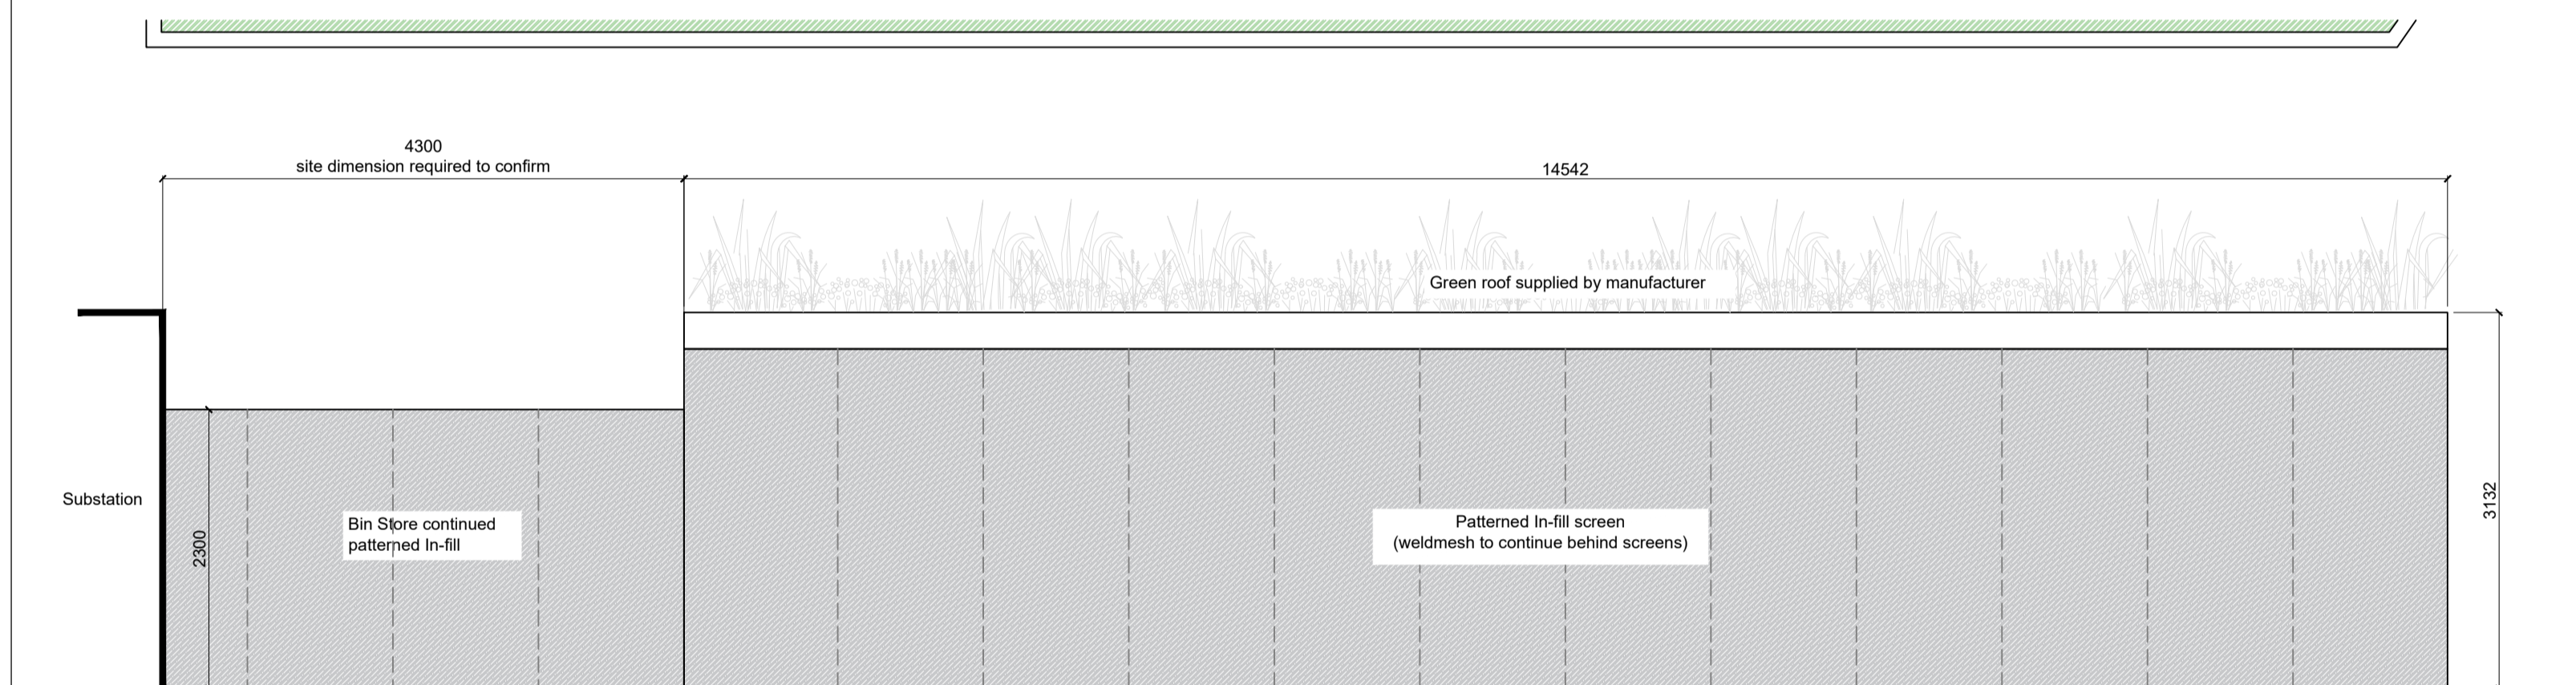 4300
site dimension required to confirm
14542
Green roof supplied by manufacturer
Substation
2300
Bin Store continued
patterned In-fill
Patterned In-fill screen
(weldmesh to continue behind screens)
3132